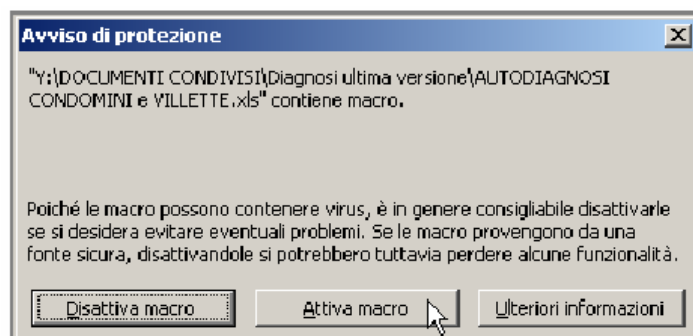 Avviso di protezione
"Y:\DOCUMENTI CONDIVISI\Diagnosi ultima versione\AUTODIAGNOSI
CONDOMINI e VILLETTE.xls" contiene macro.
Poiché le macro possono contenere virus, è in genere consigliabile disattivarle
se si desidera evitare eventuali problemi. Se le macro provengono da una
fonte sicura, disattivandole si potrebbero tuttavia perdere alcune funzionalità.
Disattiva macro Attiva macro Ulteriori informazioni